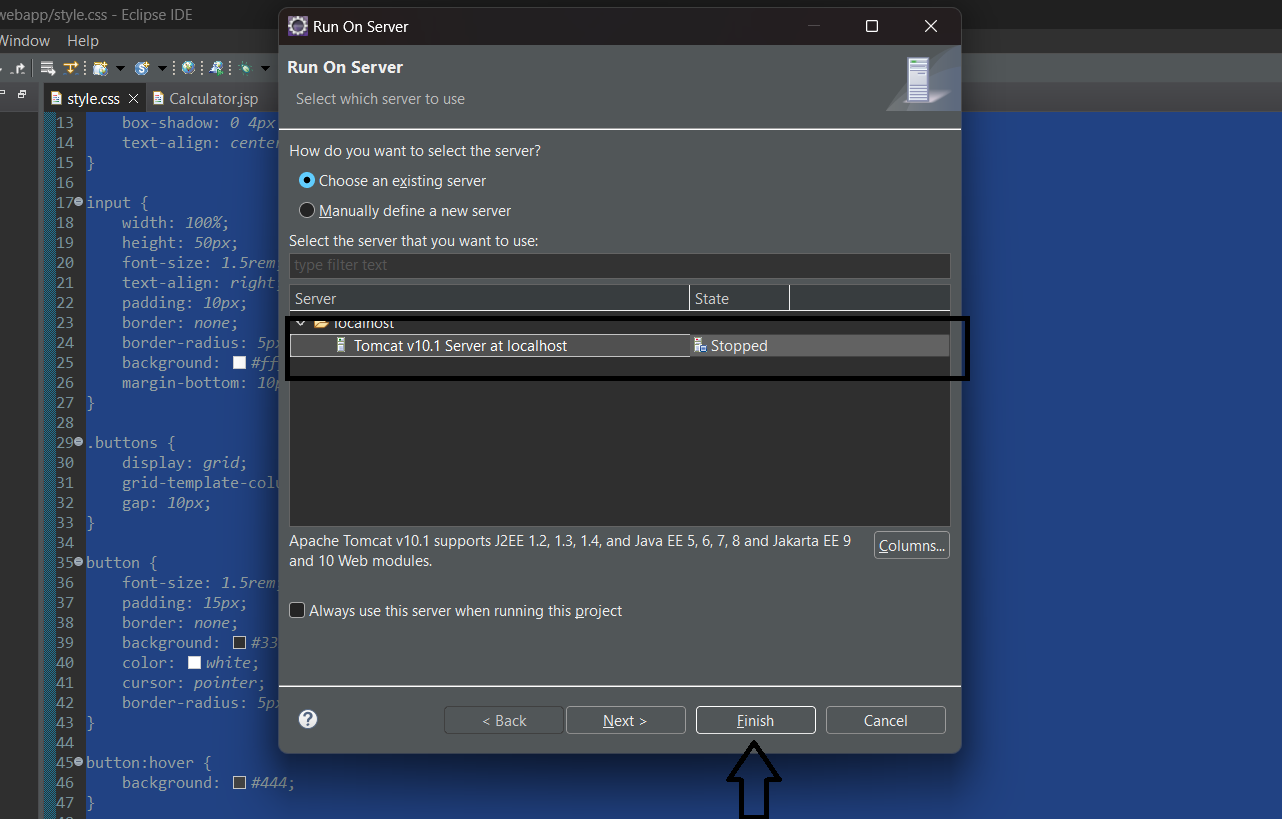 webapp/style.css - Eclipse IDE
Window Help
style.css
Calculator.jsp
13 box-shadow: 0 4px
14 text-align: center
15 }
16
17 input {
18 width: 100%;
19 height: 50px;
20 font-size: 1.5rem
21 text-align: right
22 padding: 10px;
23 border: none;
24 border-radius: 5px
25 background: #ff
26 margin-bottom: 10p
27 }
28
29 .buttons {
30 display: grid;
31 grid-template-colu
32 gap: 10px;
33 }
34
35 button {
36 font-size: 1.5rem
37 padding: 15px;
38 border: none;
39 background: #33
40 color: white;
41 cursor: pointer;
42 border-radius: 5px
43 }
44
45 button:hover {
46 background: #444;
47 }
Run On Server
Run On Server
Select which server to use
How do you want to select the server?
Choose an existing server
Manually define a new server
Select the server that you want to use:
type filter text
Server State
localhost
Tomcat v10.1 Server at localhost Stopped
Apache Tomcat v10.1 supports J2EE 1.2, 1.3, 1.4, and Java EE 5, 6, 7, 8 and Jakarta EE 9
and 10 Web modules.
Columns...
Always use this server when running this project
?
< Back
Next >
Finish
Cancel